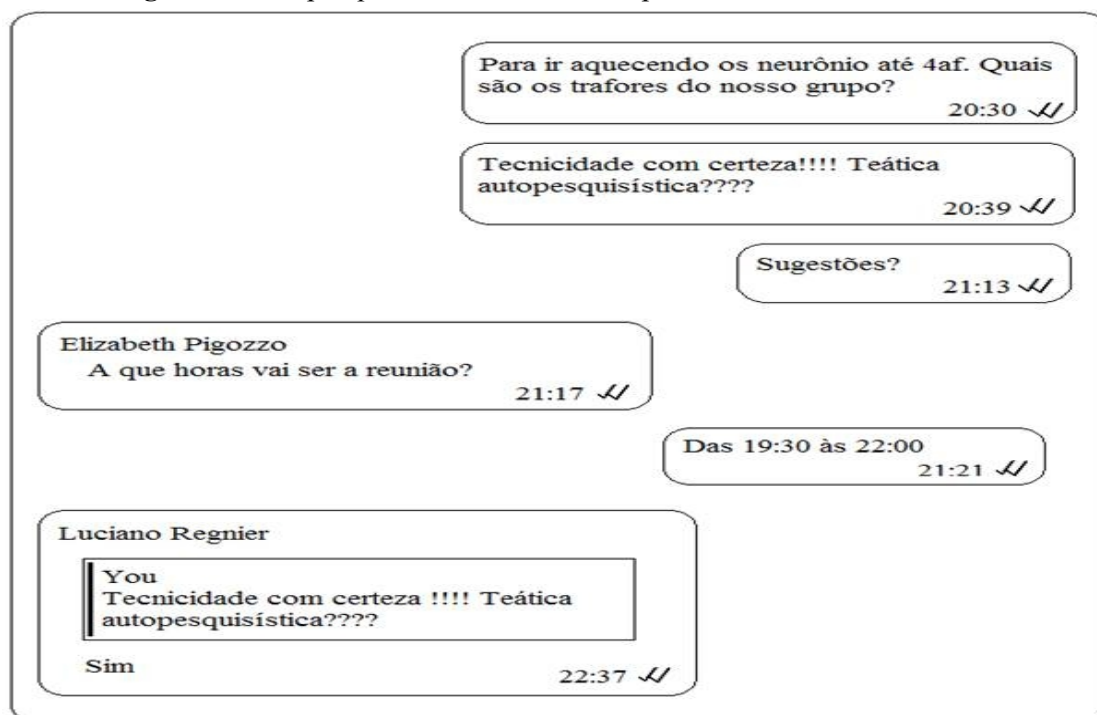 Para ir aquecendo os neurônio até 4af. Quais
são os trafores do nosso grupo?
20:30
Tecnicidade com certeza!!!! Teática
autopesquisística????
20:39
Sugestões?
21:13
Elizabeth Pigozzo
A que horas vai ser a reunião?
21:17
Das 19:30 às 22:00
21:21
Luciano Regnier
You
Tecnicidade com certeza !!!! Teática
autopesquisística????
Sim
22:37